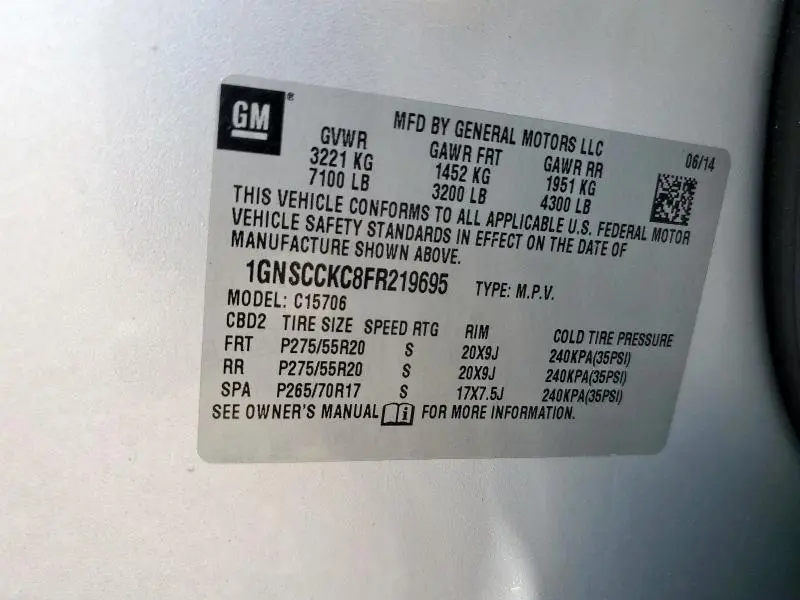 GM ®
MFD BY GENERAL MOTORS LLC
06/14
GVWR GAWR FRT GAWR RR
3221 KG 1452 KG 1951 KG
7100 LB 3200 LB 4300 LB
THIS VEHICLE CONFORMS TO ALL APPLICABLE U.S. FEDERAL MOTOR
VEHICLE SAFETY STANDARDS IN EFFECT ON THE DATE OF
MANUFACTURE SHOWN ABOVE.
1GNSCCKC8FR219695 TYPE: M.P.V.
MODEL: C15706
CBD2 TIRE SIZE SPEED RTG RIM COLD TIRE PRESSURE
FRT P275/55R20 S 20X9J 240KPA(35PSI)
RR P275/55R20 S 20X9J 240KPA(35PSI)
SPA P265/70R17 S 17X7.5J 240KPA(35PSI)
SEE OWNER'S MANUAL i FOR MORE INFORMATION.